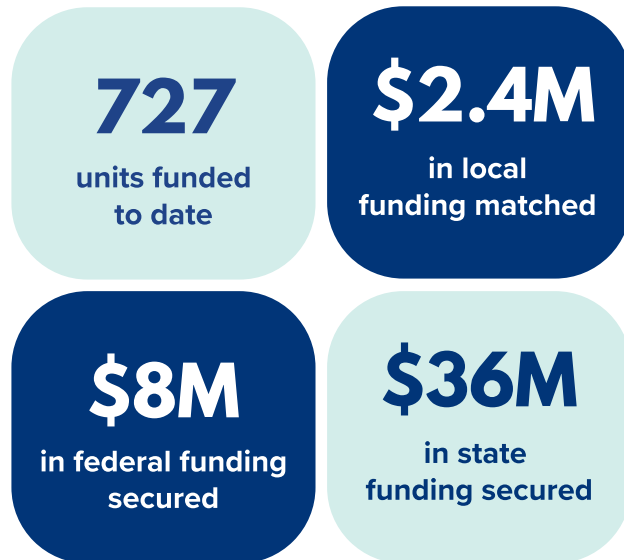 727
units funded
to date
$2.4M
in local
funding matched
$8M
in federal funding
secured
$36M
in state
funding secured